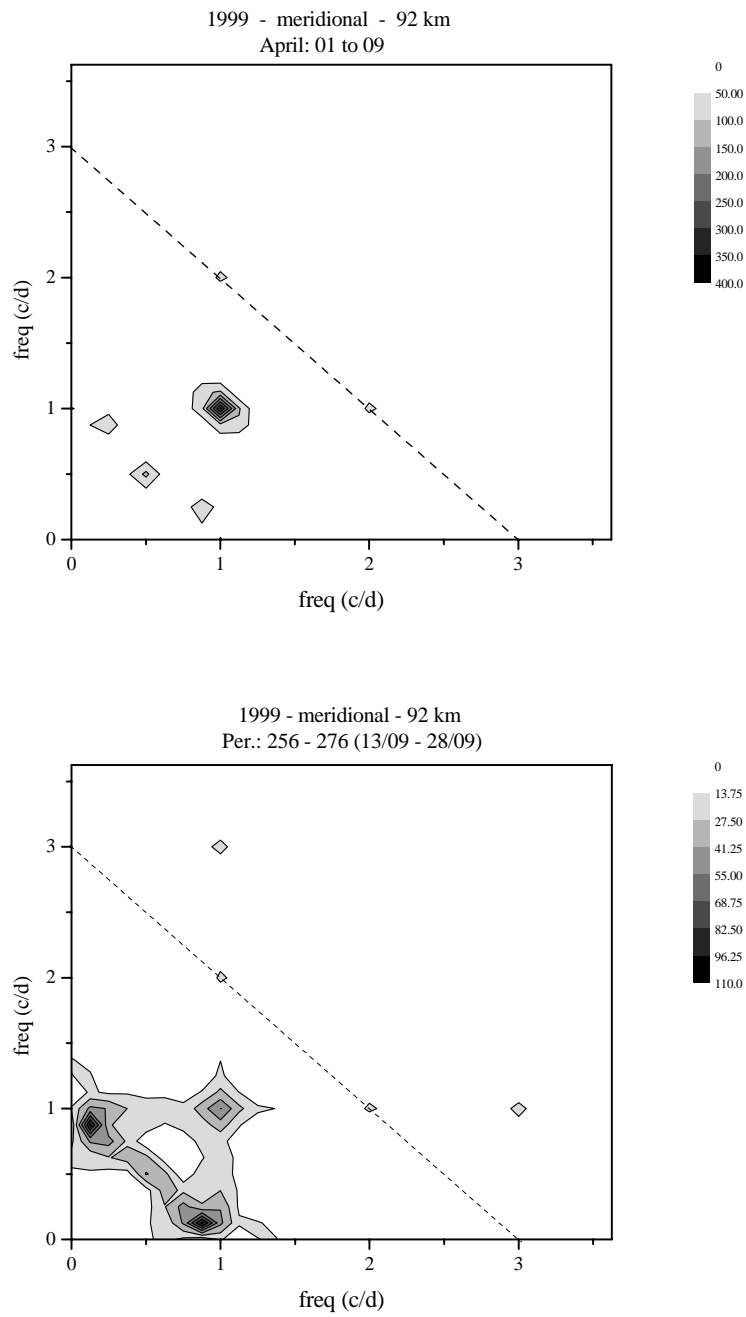 1999 - meridional - 92 km
April: 01 to 09
0
50.00
100.0
150.0
200.0
250.0
300.0
350.0
400.0
3
2
1
0
freq (c/d)
0 1 2 3
freq (c/d)
1999 - meridional - 92 km
Per.: 256 - 276 (13/09 - 28/09)
0
13.75
27.50
41.25
55.00
68.75
82.50
96.25
110.0
3
2
1
0
freq (c/d)
0 1 2 3
freq (c/d)